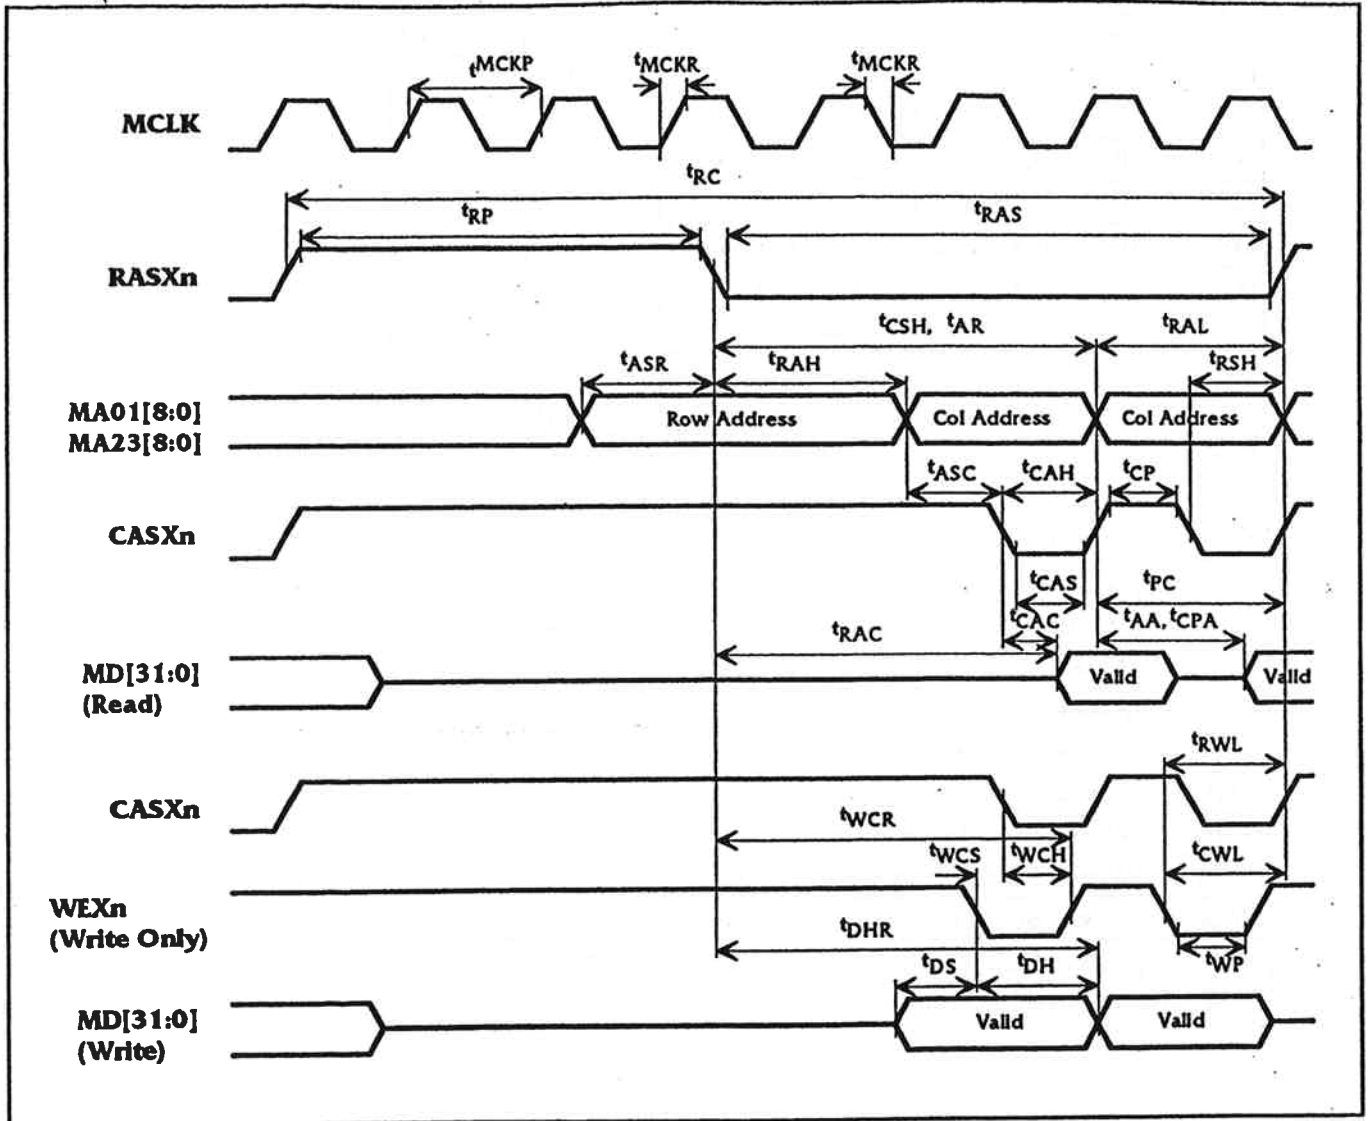 tMCKP tMCKR tMCKR
MCLK
tRC
tRP tRAS
RASXn
tCSH, tAR tRAL
tASR tRAH tRSH
MA01[8:0] Row Address Col Address Col Address
MA23[8:0]
tASC tCAH tCP
CASXn
tCAS tPC
tRAC tCAC tAA, tCPA
MD[31:0] Valid Valid
(Read)
tRWL
CASXn
tWCR
tWCS tWCH tCWL
WEXn
(Write Only)
tDHR
tDS tDH tWP
MD[31:0] Valid Valid
(Write)